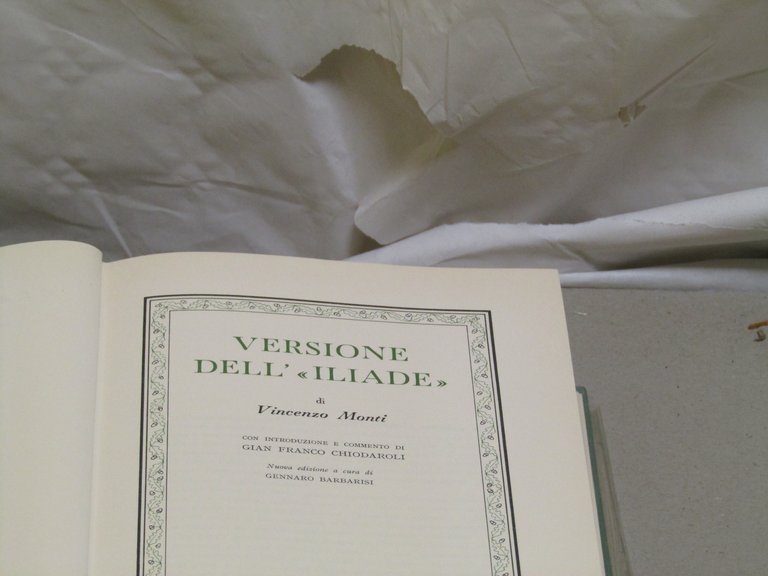 VERSIONE
DELL' «ILIADE»
di
Vincenzo Monti
CON INTRODUZIONE E COMMENTO DI
GIAN FRANCO CHIODAROLI
Nuova edizione a cura di
GENNARO BARBARISI